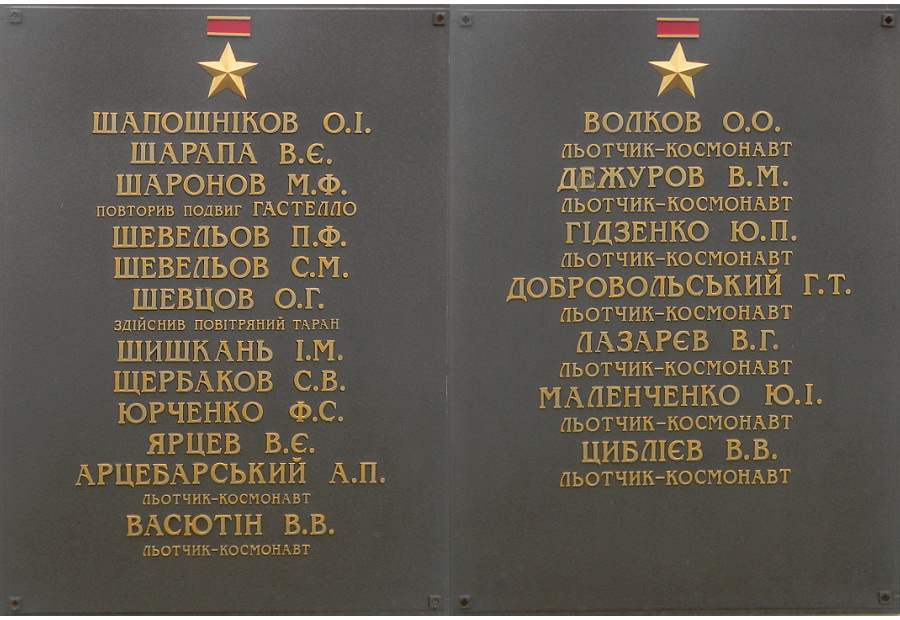 ШАПОШНІКОВ О.І.
ШАРАПА В.Є.
ШАРОНОВ М.Ф.
ПОВТОРИВ ПОДВИГ ГАСТЕЛЛО
ШЕВЕЛЬОВ П.Ф.
ШЕВЕЛЬОВ С.М.
ШЕВЦОВ О.Г.
ЗДІЙСНИВ ПОВІТРЯНИЙ ТАРАН
ШИШКАНЬ І.М.
ЩЕРБАКОВ С.В.
ЮРЧЕНКО Ф.С.
ЯРЦЕВ В.Є.
АРЦЕБАРСЬКИЙ А.П.
ЛЬОТЧИК-КОСМОНАВТ
ВАСЮТІН В.В.
ЛЬОТЧИК-КОСМОНАВТ
ВОЛКОВ О.О.
ЛЬОТЧИК-КОСМОНАВТ
ДЕЖУРОВ В.М.
ЛЬОТЧИК-КОСМОНАВТ
ГІДЗЕНКО Ю.П.
ЛЬОТЧИК-КОСМОНАВТ
ДОБРОВОЛЬСЬКИЙ Г.Т.
ЛЬОТЧИК-КОСМОНАВТ
ЛАЗАРЄВ В.Г.
ЛЬОТЧИК-КОСМОНАВТ
МАЛЕНЧЕНКО Ю.І.
ЛЬОТЧИК-КОСМОНАВТ
ЦИБЛІЄВ В.В.
ЛЬОТЧИК-КОСМОНАВТ